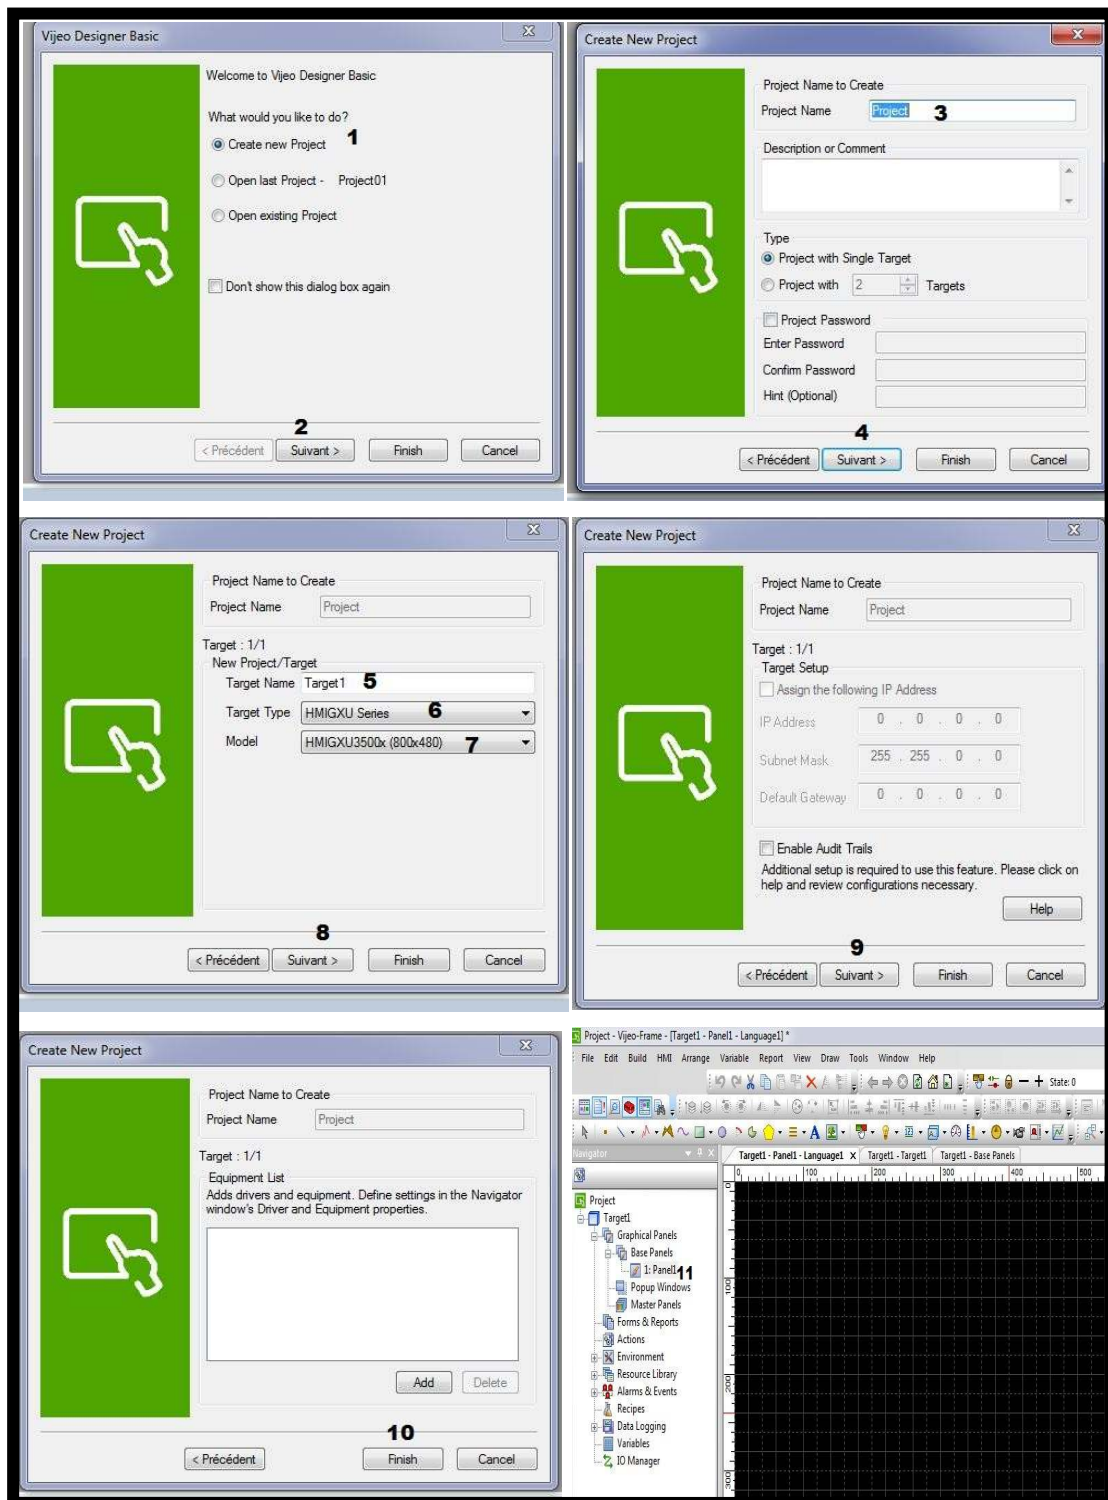 Vijeo Designer Basic
Welcome to Vijeo Designer Basic
What would you like to do?
Create new Project 1
Open last Project - Project01
Open existing Project
Don't show this dialog box again
2
< Précédent Suivant > Finish Cancel
Create New Project
Project Name to Create
Project Name Project 3
Description or Comment
Type
Project with Single Target
Project with 2 Targets
Project Password
Enter Password
Confirm Password
Hint (Optional)
4
< Précédent Suivant > Finish Cancel
Create New Project
Project Name to Create
Project Name Project
Target : 1/1
New Project/Target
Target Name Target1 5
Target Type HMIGXU Series 6
Model HMIGXU3500x (800x480) 7
8
< Précédent Suivant > Finish Cancel
Create New Project
Project Name to Create
Project Name Project
Target : 1/1
Target Setup
Assign the following IP Address
IP Address 0 . 0 . 0 . 0
Subnet Mask 255 . 255 . 0 . 0
Default Gateway 0 . 0 . 0 . 0
Enable Audit Trails
Additional setup is required to use this feature. Please click on
help and review configurations necessary.
Help
9
< Précédent Suivant > Finish Cancel
Create New Project
Project Name to Create
Project Name Project
Target : 1/1
Equipment List
Adds drivers and equipment. Define settings in the Navigator
window's Driver and Equipment properties.
Add Delete
10
< Précédent Finish Cancel
Project - Vijeo-Frame - [Target1 - Panel1 - Language1] *
File Edit Build HMI Arrange Variable Report View Draw Tools Window Help
State: 0
Navigator
Target1 - Panel1 - Language1 X Target1 - Target1 Target1 - Base Panels
0 100 200 300 400 500
Project
Target1
Graphical Panels
Base Panels
1: Panel1 11
Popup Windows
Master Panels
Forms & Reports
Actions
Environment
Resource Library
Alarms & Events
Recipes
Data Logging
Variables
IO Manager
0
100
200
300